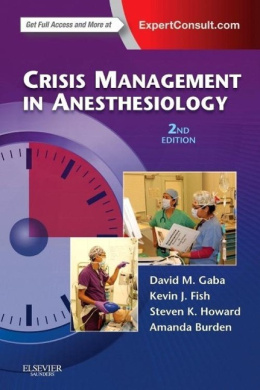 Get Full Access and More at
ExpertConsult.com
CRISIS MANAGEMENT
IN ANESTHESIOLOGY
2ND
EDITION
David M. Gaba
Kevin J. Fish
Steven K. Howard
Amanda Burden
ELSEVIER
SAUNDERS